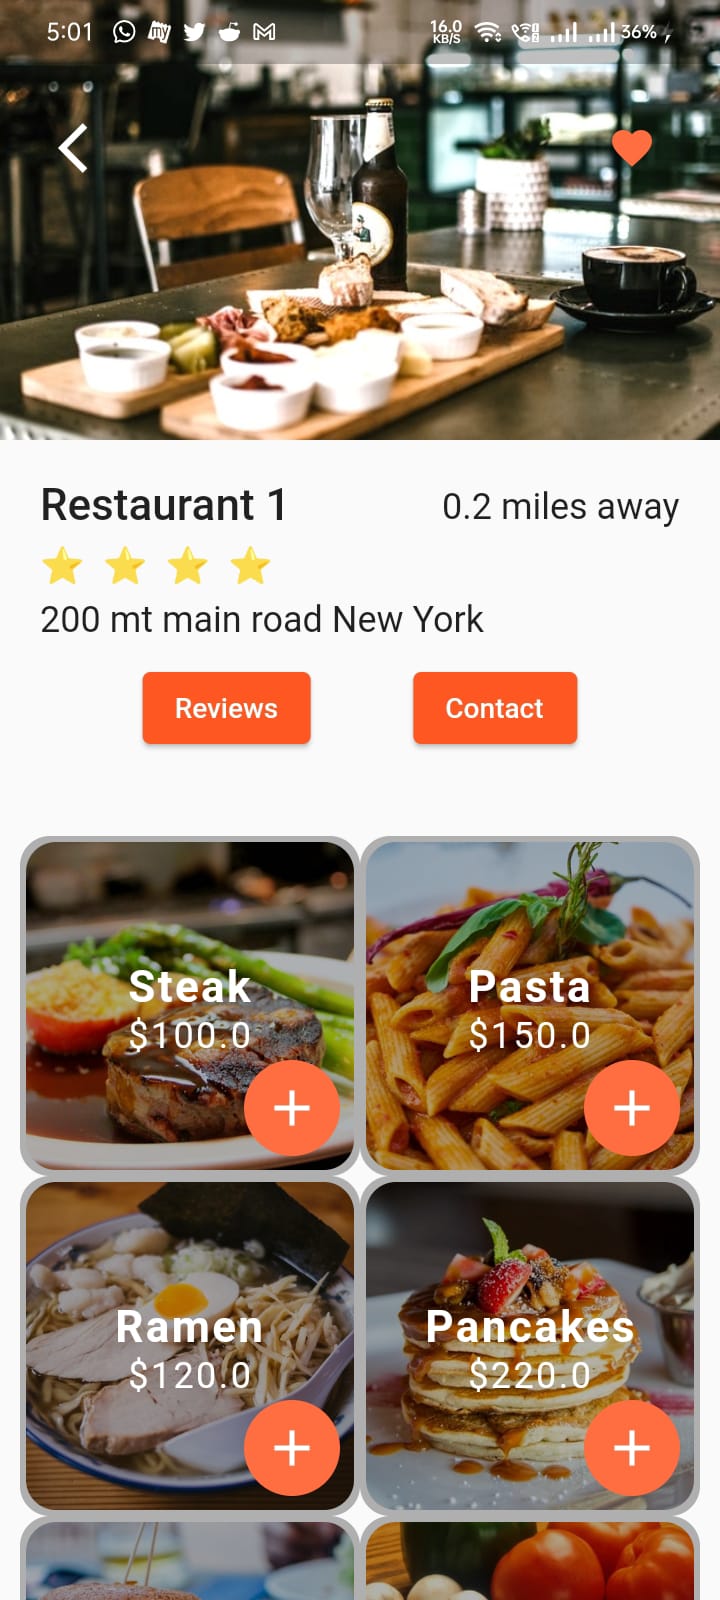 5:01
16.0
KB/S
36%
Restaurant 1
0.2 miles away
200 mt main road New York
Reviews
Contact
Steak
$100.0
Pasta
$150.0
Ramen
$120.0
Pancakes
$220.0